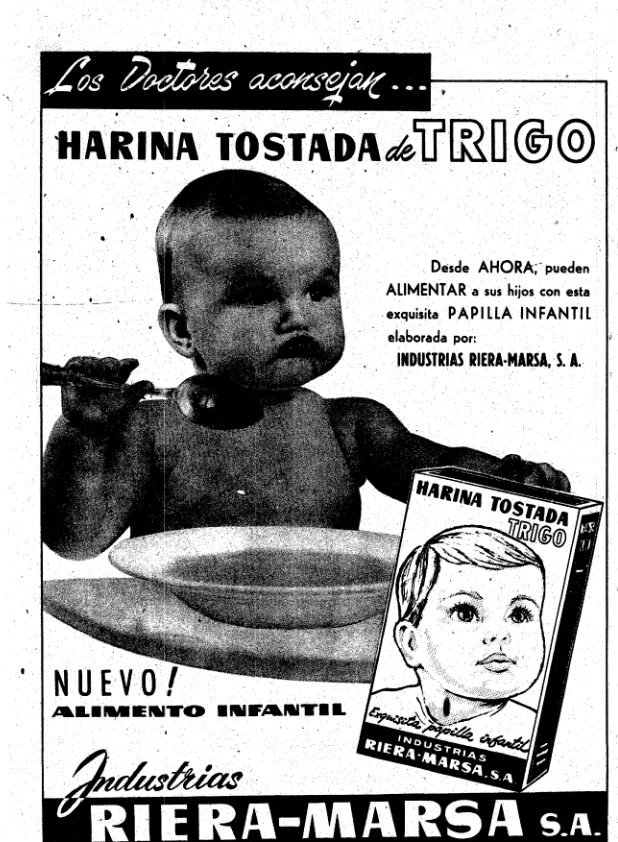 Los Doctores aconsejan...
HARINA TOSTADA de TRIGO
Desde AHORA, pueden
ALIMENTAR a sus hijos con esta
exquisita PAPILLA INFANTIL
elaborada por:
INDUSTRIAS RIERA-MARSA, S. A.
HARINA TOSTADA
TRIGO
Exquisita papilla infantil
INDUSTRIAS
RIERA-MARSA, S.A.
NUEVO!
ALIMENTO INFANTIL
Industrias
RIERA-MARSA S.A.